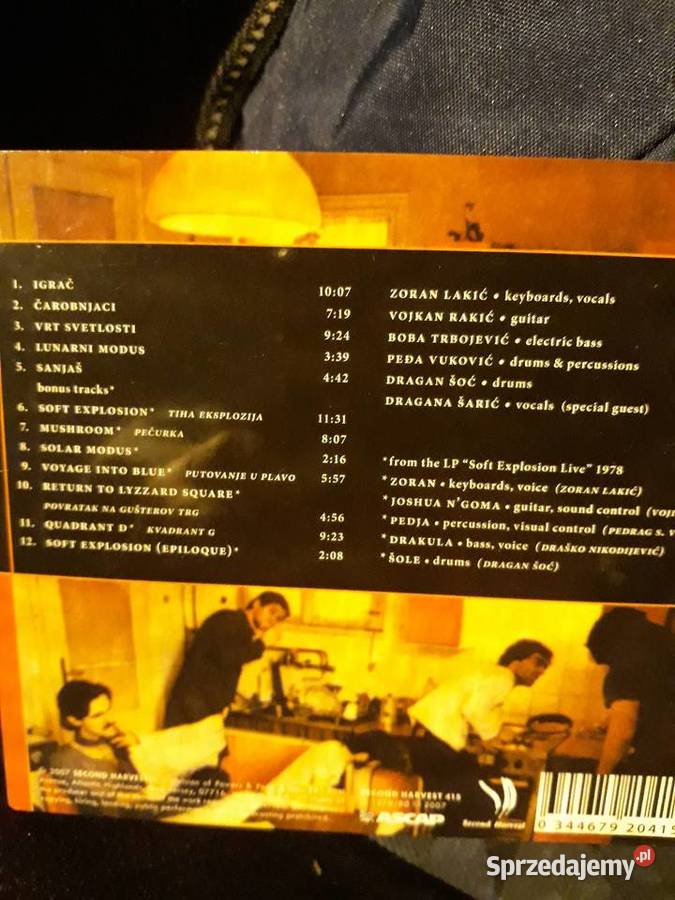 1. IGRAČ 10:07
2. ČAROBNJACI 7:19
3. VRT SVETLOSTI 9:24
4. LUNARNI MODUS 3:39
5. SANJAŠ 4:42
bonus tracks*
6. SOFT EXPLOSION* TIHA EKSPLOZIJA 11:31
7. MUSHROOM* PEČURKA 8:07
8. SOLAR MODUS* 2:16
9. VOYAGE INTO BLUE* PUTOVANJE U PLAVO 5:57
10. RETURN TO LYZZARD SQUARE*
POVRATAK NA GUŠTEROV TRG 4:56
11. QUADRANT D* KVADRANT G 9:23
12. SOFT EXPLOSION (EPILOQUE)* 2:08
ZORAN LAKIĆ • keyboards, vocals
VOJKAN RAKIĆ • guitar
BOBA TRBOJEVIĆ • electric bass
PEĐA VUKOVIĆ • drums & percussions
DRAGAN ŠOĆ • drums
DRAGANA ŠARIĆ • vocals (special guest)
*from the LP "Soft Explosion Live" 1978
*ZORAN • keyboards, voice (ZORAN LAKIĆ)
*JOSHUA N'GOMA • guitar, sound control
*PEDJA • percussion, visual control (PEDRAG S.
*DRAKULA • bass, voice (DRAŠKO NIKODIJEVIĆ)
*ŠOLE • drums (DRAGAN ŠOĆ)
© 2007 SECOND HARVEST
SECOND HARVEST 415
2007
ASCAP
Second Harvest
0 344679 20415
Sprzedajemy.pl